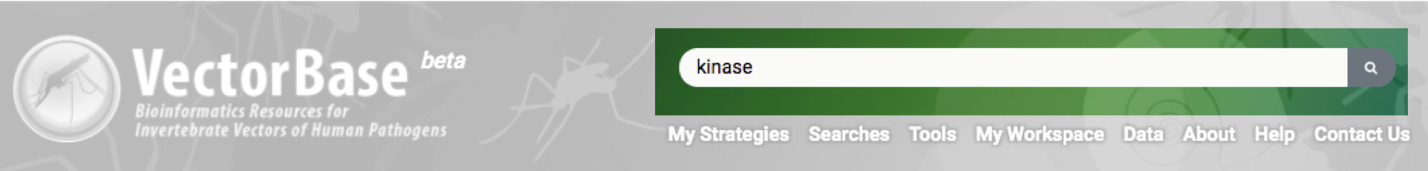 VectorBase beta
Bioinformatics Resources for
Invertebrate Vectors of Human Pathogens
kinase
My Strategies Searches Tools My Workspace Data About Help Contact Us